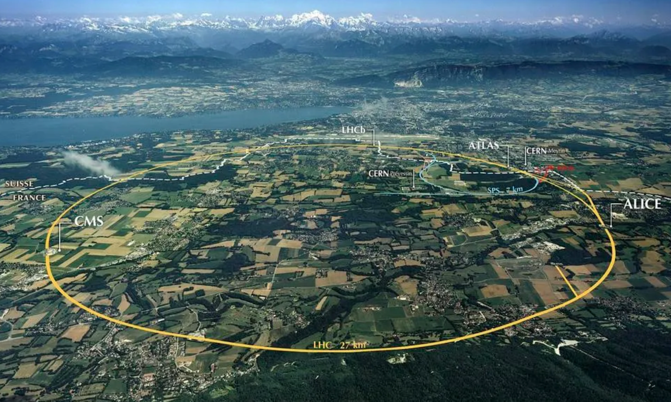 LHCb
ATLAS
CERN
CERN
SUISSE
FRANCE
SPS 7 km
CMS
ALICE
LHC 27 km